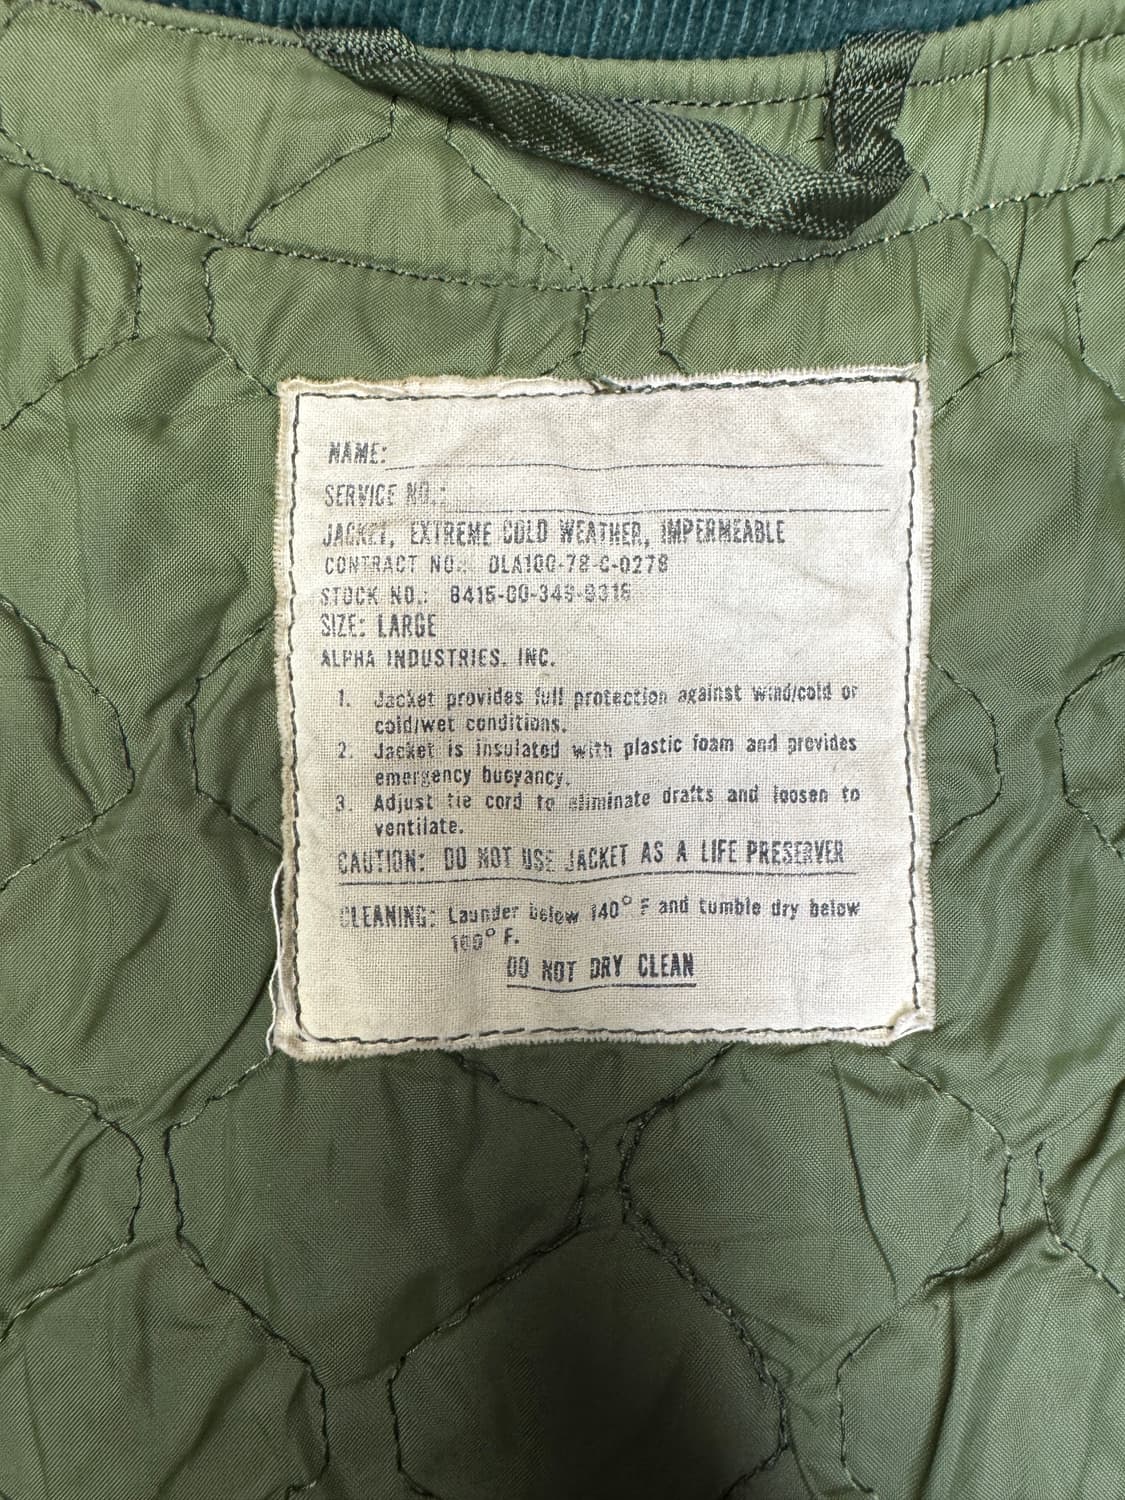 NAME:
SERVICE NO.:
JACKET, EXTREME COLD WEATHER, IMPERMEABLE
CONTRACT NO.: DLA100-78-C-0278
STOCK NO.: 8415-00-349-9316
SIZE: LARGE
ALPHA INDUSTRIES, INC.
1. Jacket provides full protection against wind/cold or
cold/wet conditions.
2. Jacket is insulated with plastic foam and provides
emergency buoyancy.
3. Adjust tie cord to eliminate drafts and loosen to
ventilate.
CAUTION: DO NOT USE JACKET AS A LIFE PRESERVER
CLEANING: Launder below 140° F and tumble dry below
160° F.
DO NOT DRY CLEAN